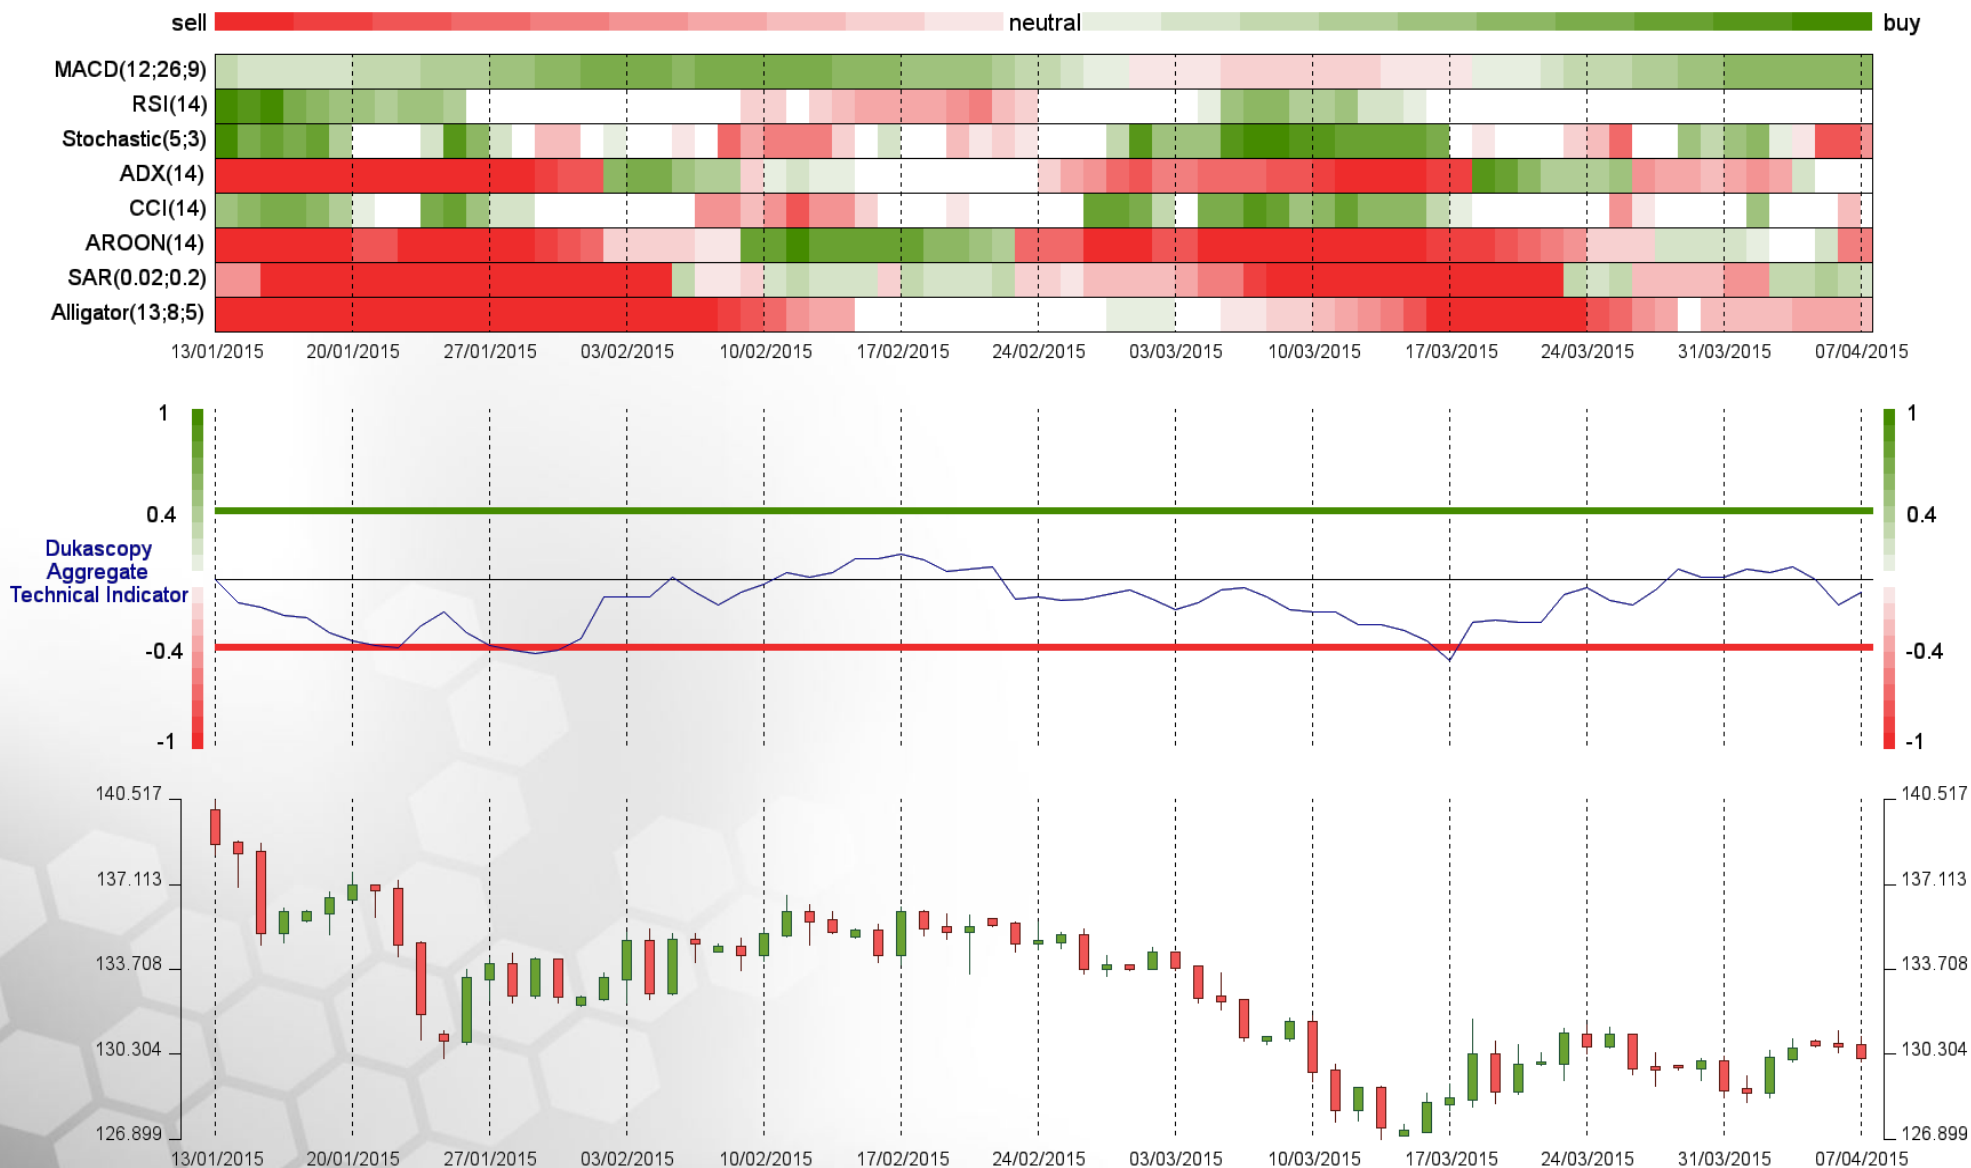 sell neutral buy
MACD(12;26;9)
RSI(14)
Stochastic(5;3)
ADX(14)
CCI(14)
AROON(14)
SAR(0.02;0.2)
Alligator(13;8;5)
13/01/2015 20/01/2015 27/01/2015 03/02/2015 10/02/2015 17/02/2015 24/02/2015 03/03/2015 10/03/2015 17/03/2015 24/03/2015 31/03/2015 07/04/2015
1 1
0.4 0.4
Dukascopy
Aggregate
Technical Indicator
-0.4 -0.4
-1 -1
140.517 140.517
137.113 137.113
133.708 133.708
130.304 130.304
126.899 126.899
13/01/2015 20/01/2015 27/01/2015 03/02/2015 10/02/2015 17/02/2015 24/02/2015 03/03/2015 10/03/2015 17/03/2015 24/03/2015 31/03/2015 07/04/2015